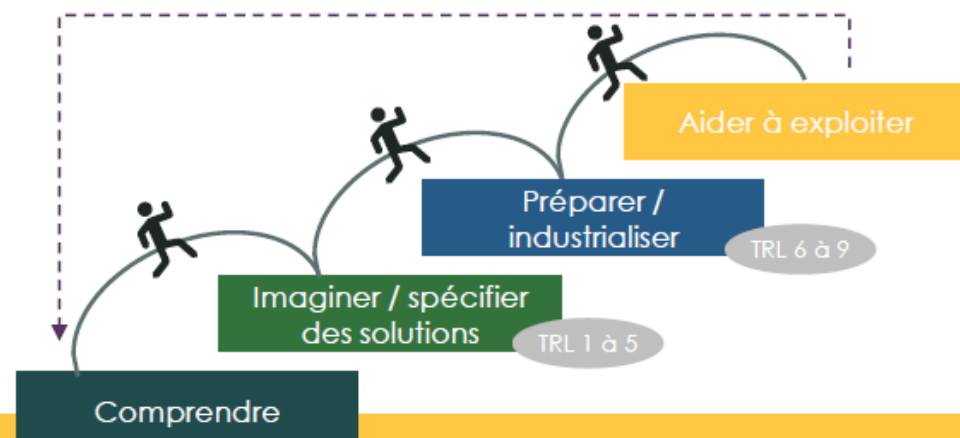 Aider à exploiter
Préparer /
industrialiser
TRL 6 à 9
Imaginer / spécifier
des solutions
TRL 1 à 5
Comprendre